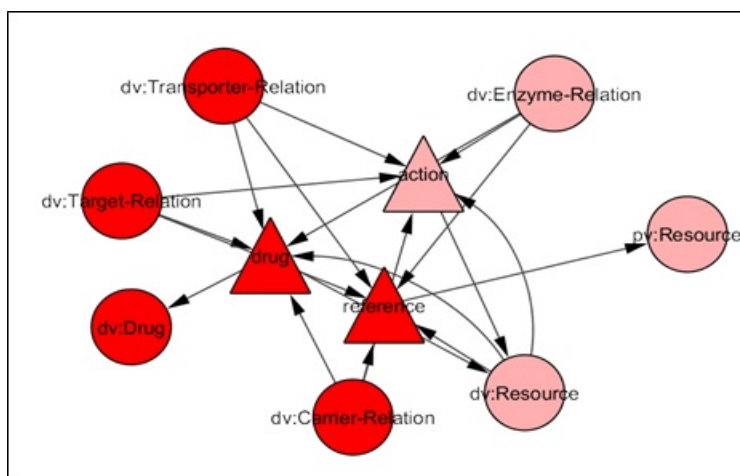 dv:Transporter-Relation
dv:Enzyme-Relation
action
dv:Target-Relation
pv:Resource
drug
reference
dv:Drug
dv:Resource
dv:Carrier-Relation